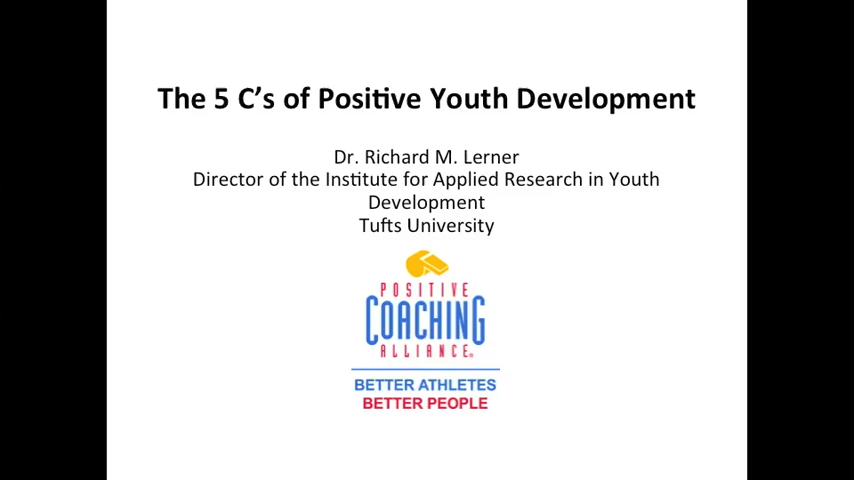 The 5 C’s of Positive Youth Development
Dr. Richard M. Lerner
Director of the Institute for Applied Research in Youth
Development
Tufts University
POSITIVE
COACHING
ALLIANCE®
BETTER ATHLETES
BETTER PEOPLE